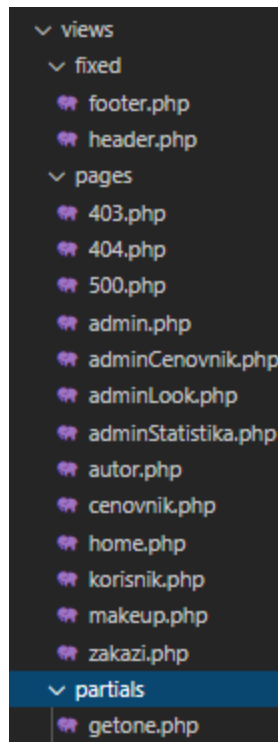 views
fixed
footer.php
header.php
pages
403.php
404.php
500.php
admin.php
adminCenovnik.php
adminLook.php
adminStatistika.php
autor.php
cenovnik.php
home.php
korisnik.php
makeup.php
zakazi.php
partials
getone.php